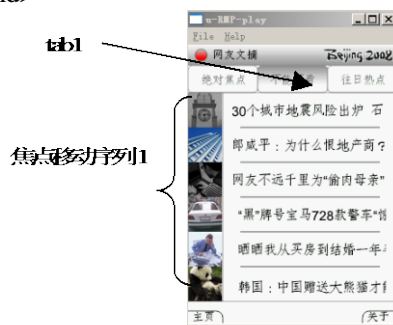 n-RMP-play
File Help
tab1
网友文摘 Beijing 2008
绝对焦点 往日热点
30个城市地震风险出炉 石
郎咸平：为什么恨地产商？
焦点移动序列1
网友不远千里为"偷肉母亲"
"黑"牌号宝马728款警车"惊
晒晒我从买房到结婚一年
韩国：中国赠送大熊猫才
主页 关于